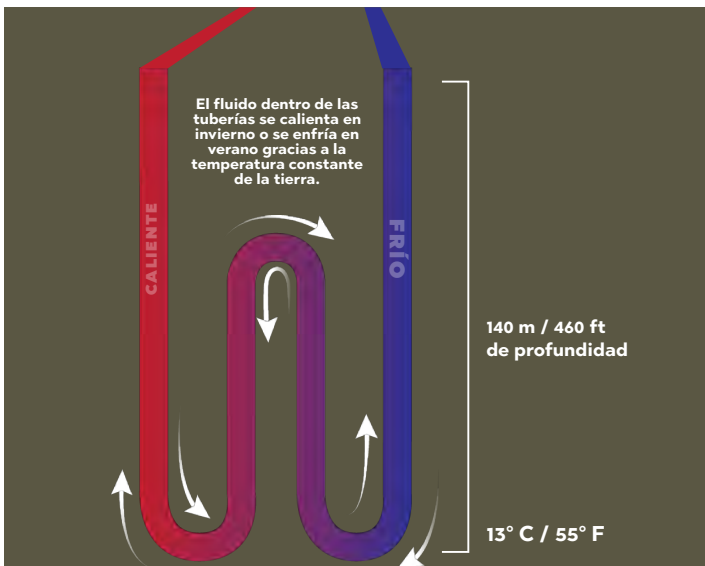 El fluido dentro de las
tuberías se calienta en
invierno o se enfría en
verano gracias a la
temperatura constante
de la tierra.
CALIENTE
FRÍO
140 m / 460 ft
de profundidad
13° C / 55° F